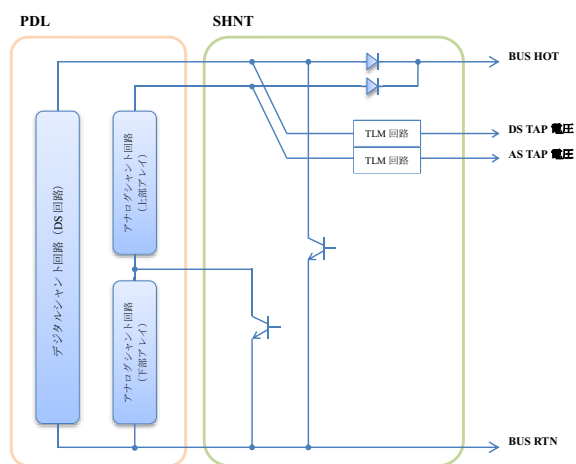 PDL
SHNT
BUS HOT
DS TAP 電圧
AS TAP 電圧
TLM 回路
TLM 回路
デジタルシャント回路（DS 回路）
アナログシャント回路
（上部アレイ）
アナログシャント回路
（下部アレイ）
BUS RTN